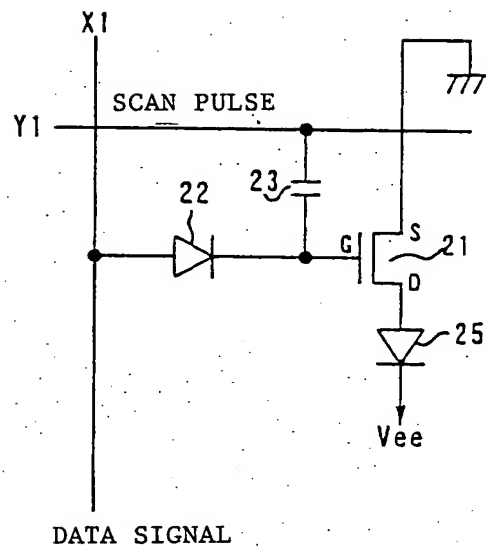 X1
SCAN PULSE
Y1
23
22
G
S
21
D
25
Vee
DATA SIGNAL